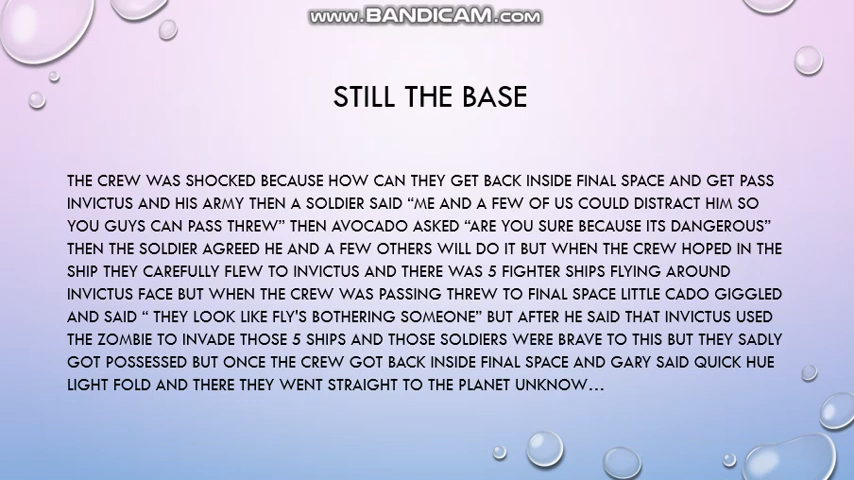 www.BANDICAM.com
STILL THE BASE
THE CREW WAS SHOCKED BECAUSE HOW CAN THEY GET BACK INSIDE FINAL SPACE AND GET PASS
INVICTUS AND HIS ARMY THEN A SOLDIER SAID “ME AND A FEW OF US COULD DISTRACT HIM SO
YOU GUYS CAN PASS THREW” THEN AVOCADO ASKED “ARE YOU SURE BECAUSE ITS DANGEROUS”
THEN THE SOLDIER AGREED HE AND A FEW OTHERS WILL DO IT BUT WHEN THE CREW HOPED IN THE
SHIP THEY CAREFULLY FLEW TO INVICTUS AND THERE WAS 5 FIGHTER SHIPS FLYING AROUND
INVICTUS FACE BUT WHEN THE CREW WAS PASSING THREW TO FINAL SPACE LITTLE CADO GIGGLED
AND SAID “ THEY LOOK LIKE FLY'S BOTHERING SOMEONE” BUT AFTER HE SAID THAT INVICTUS USED
THE ZOMBIE TO INVADE THOSE 5 SHIPS AND THOSE SOLDIERS WERE BRAVE TO THIS BUT THEY SADLY
GOT POSSESSED BUT ONCE THE CREW GOT BACK INSIDE FINAL SPACE AND GARY SAID QUICK HUE
LIGHT FOLD AND THERE THEY WENT STRAIGHT TO THE PLANET UNKNOW…